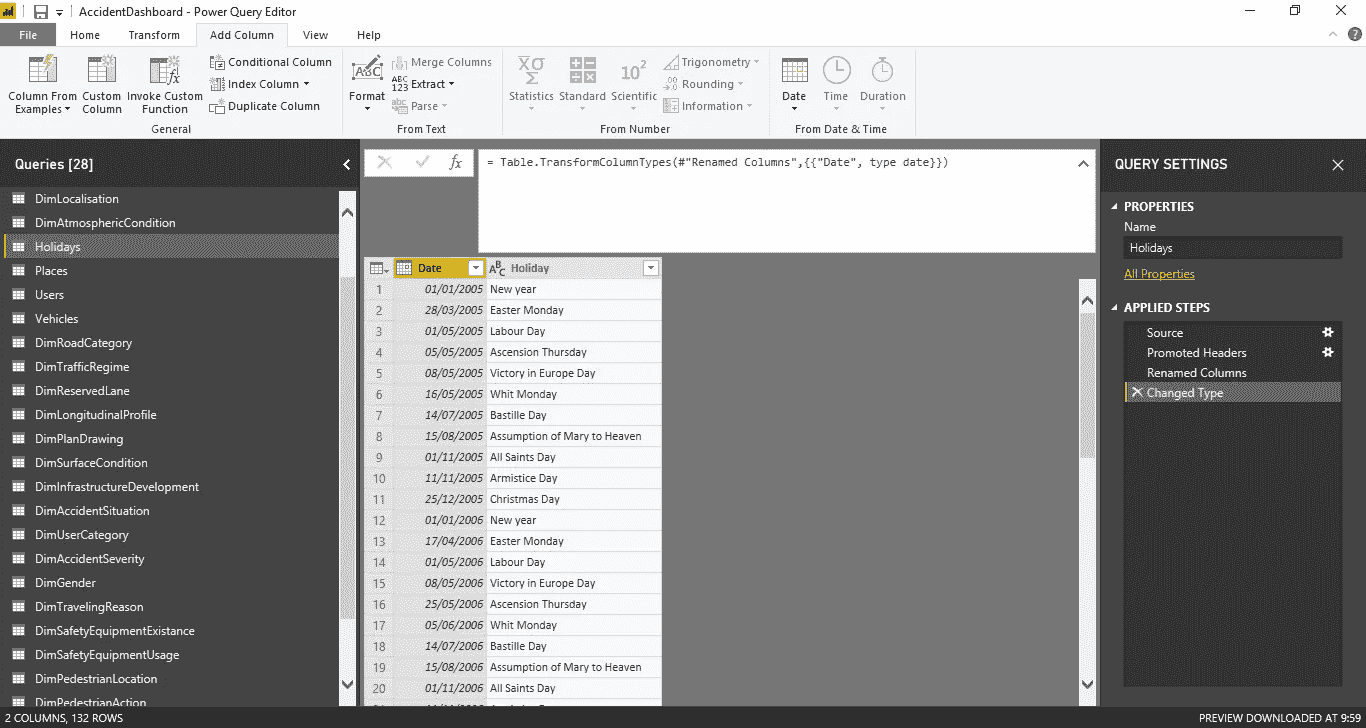 AccidentDashboard - Power Query Editor
File Home Transform Add Column View Help
Column From Examples
Custom Column
Invoke Custom Function
Conditional Column
Index Column
Duplicate Column
General
ABC
Format
Merge Columns
ABC 123 Extract
abc Parse
From Text
XΟ Σ
Statistics
Standard
10²
Scientific
Trigonometry
.00 Rounding
Information
From Number
Date
Time
Duration
From Date & Time
Queries [28]
DimLocalisation
DimAtmosphericCondition
Holidays
Places
Users
Vehicles
DimRoadCategory
DimTrafficRegime
DimReservedLane
DimLongitudinalProfile
DimPlanDrawing
DimSurfaceCondition
DimInfrastructureDevelopment
DimAccidentSituation
DimUserCategory
DimAccidentSeverity
DimGender
DimTravelingReason
DimSafetyEquipmentExistance
DimSafetyEquipmentUsage
DimPedestrianLocation
DimPedestrianAction
fx = Table.TransformColumnTypes(#"Renamed Columns",{{"Date", type date}})
Date ABC Holiday
1 01/01/2005 New year
2 28/03/2005 Easter Monday
3 01/05/2005 Labour Day
4 05/05/2005 Ascension Thursday
5 08/05/2005 Victory in Europe Day
6 16/05/2005 Whit Monday
7 14/07/2005 Bastille Day
8 15/08/2005 Assumption of Mary to Heaven
9 01/11/2005 All Saints Day
10 11/11/2005 Armistice Day
11 25/12/2005 Christmas Day
12 01/01/2006 New year
13 17/04/2006 Easter Monday
14 01/05/2006 Labour Day
15 08/05/2006 Victory in Europe Day
16 25/05/2006 Ascension Thursday
17 05/06/2006 Whit Monday
18 14/07/2006 Bastille Day
19 15/08/2006 Assumption of Mary to Heaven
20 01/11/2006 All Saints Day
QUERY SETTINGS
PROPERTIES
Name
Holidays
All Properties
APPLIED STEPS
Source
Promoted Headers
Renamed Columns
Changed Type
2 COLUMNS, 132 ROWS
PREVIEW DOWNLOADED AT 9:59